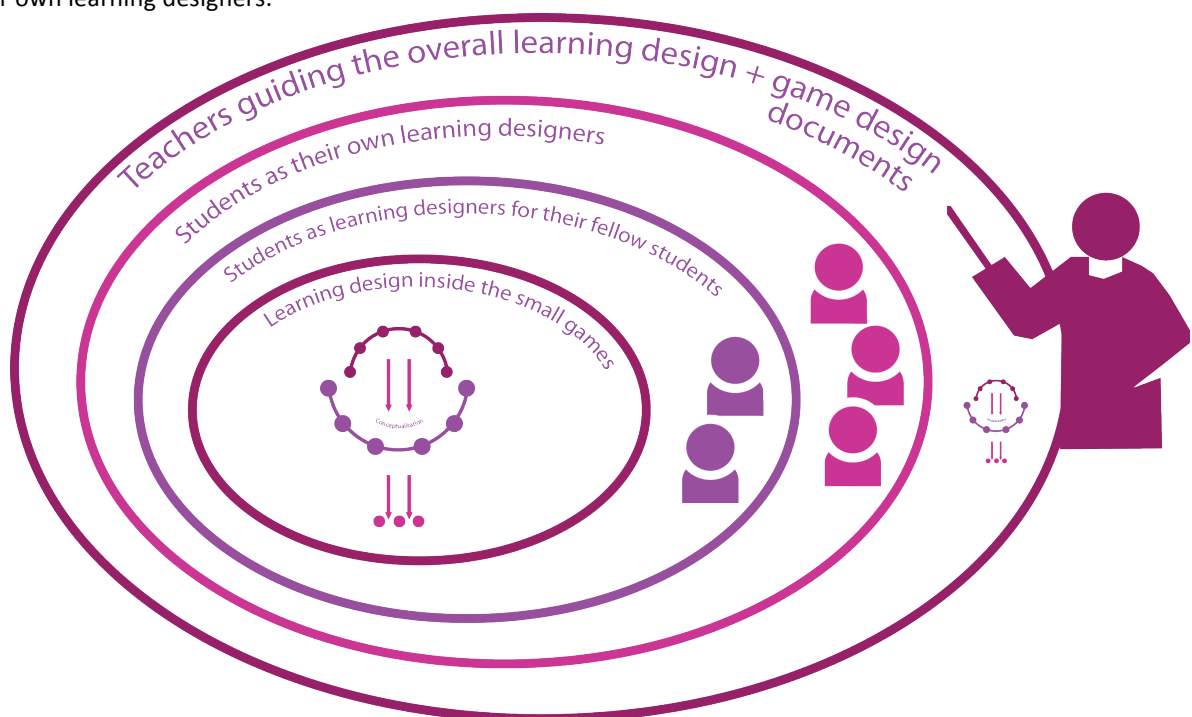 r own learning designers.
Teachers guiding the overall learning design + game design
documents
Students as their own learning designers
Students as learning designers for their fellow students
Learning design inside the small games
Conceptualisation